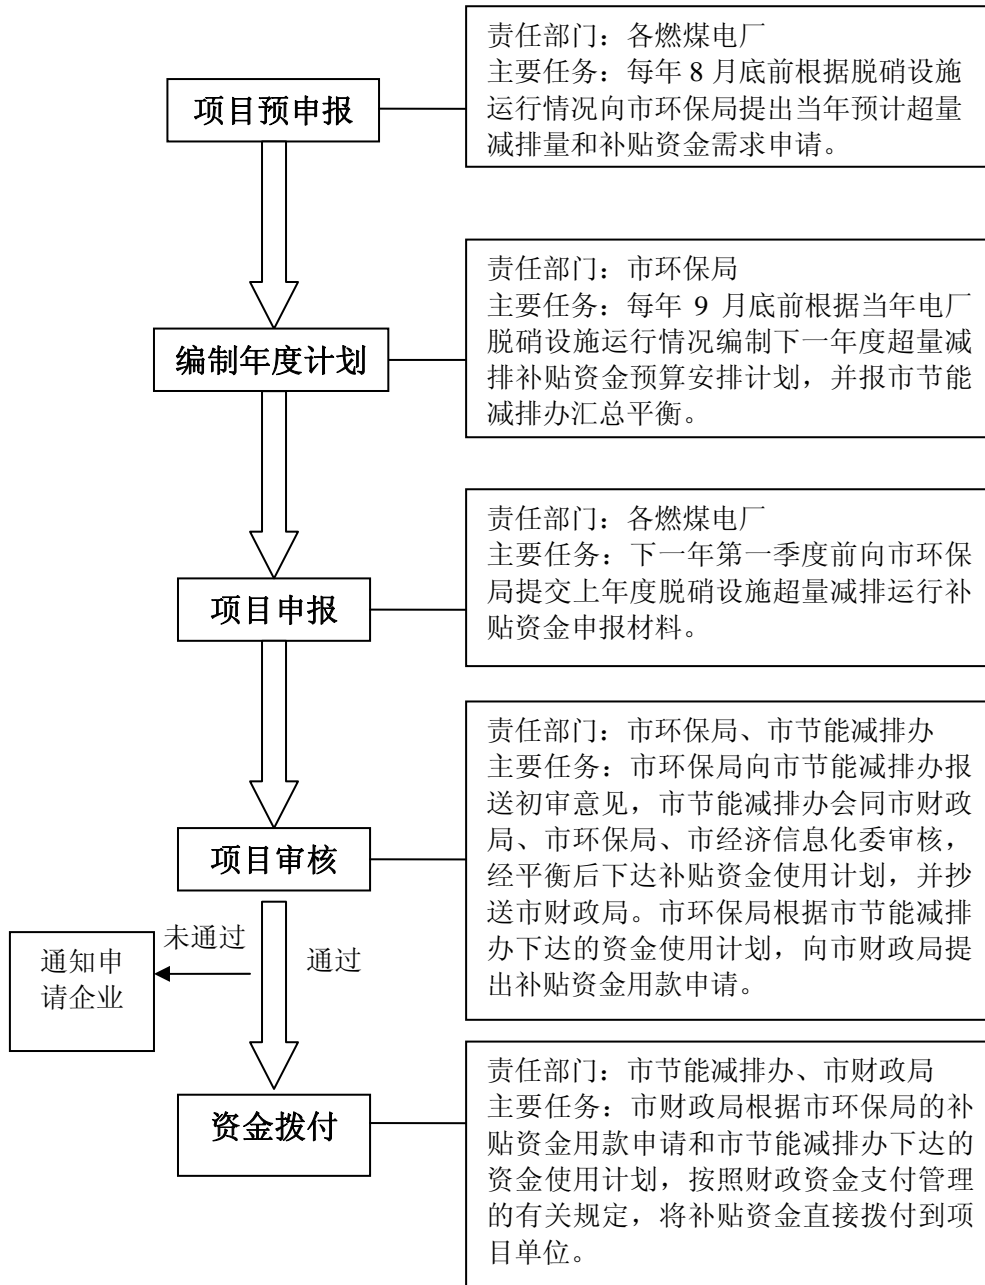 责任部门：各燃煤电厂
主要任务：每年 8 月底前根据脱硝设施
运行情况向市环保局提出当年预计超量
减排量和补贴资金需求申请。
项目预申报
责任部门：市环保局
主要任务：每年 9 月底前根据当年电厂
脱硝设施运行情况编制下一年度超量减
排补贴资金预算安排计划，并报市节能
减排办汇总平衡。
编制年度计划
责任部门：各燃煤电厂
主要任务：下一年第一季度前向市环保
局提交上年度脱硝设施超量减排运行补
贴资金申报材料。
项目申报
责任部门：市环保局、市节能减排办
主要任务：市环保局向市节能减排办报
送初审意见，市节能减排办会同市财政
局、市环保局、市经济信息化委审核，
经平衡后下达补贴资金使用计划，并抄
送市财政局。市环保局根据市节能减排
办下达的资金使用计划，向市财政局提
出补贴资金用款申请。
项目审核
未通过
通过
通知申
请企业
责任部门：市节能减排办、市财政局
主要任务：市财政局根据市环保局的补
贴资金用款申请和市节能减排办下达的
资金使用计划，按照财政资金支付管理
的有关规定，将补贴资金直接拨付到项
目单位。
资金拨付